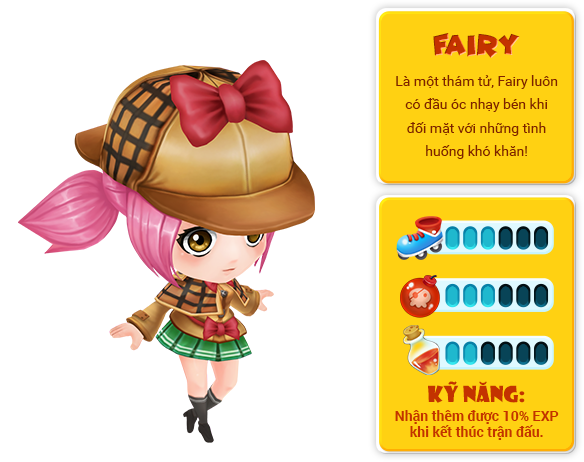 FAIRY
Là một thám tử, Fairy luôn
có đầu óc nhạy bén khi
đối mặt với những tình
huống khó khăn!
KỸ NĂNG:
Nhận thêm được 10% EXP
khi kết thúc trận đấu.